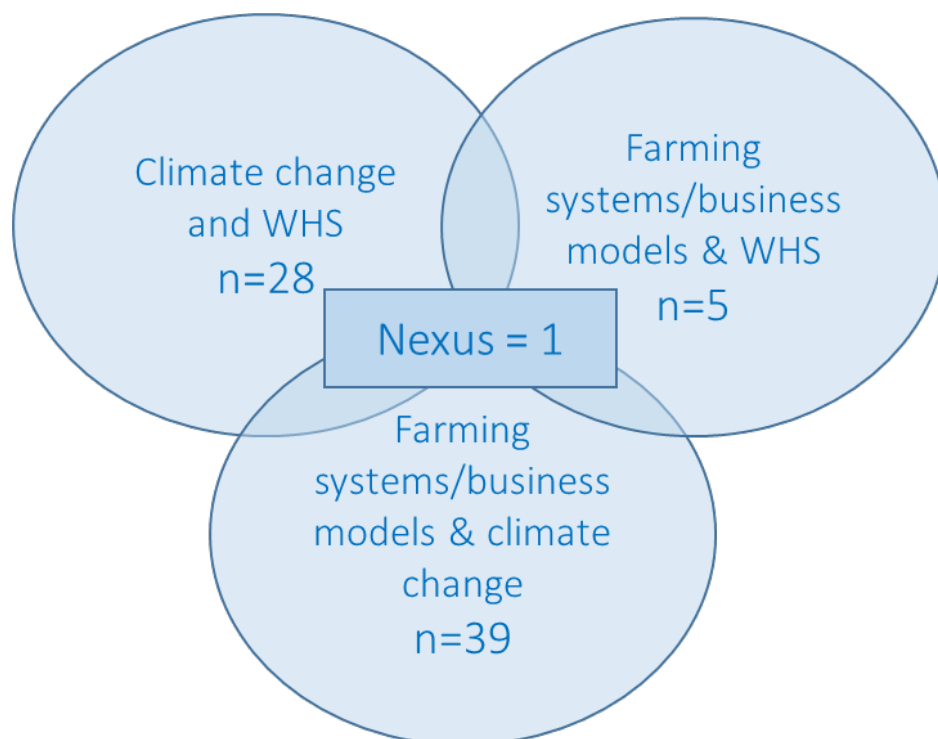 Climate change
and WHS
n=28
Farming
systems/business
models & WHS
n=5
Nexus = 1
Farming
systems/business
models & climate
change
n=39